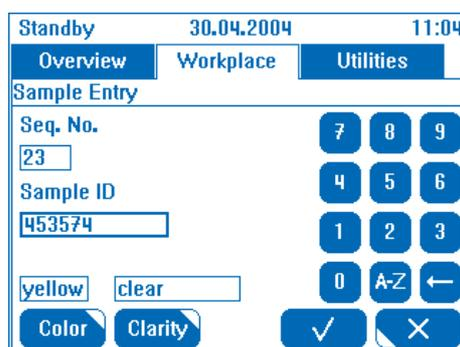 Standby 30.04.2004 11:04
Overview Workplace Utilities
Sample Entry
Seq. No.
23
Sample ID
453574
yellow clear
Color Clarity
7 8 9
4 5 6
1 2 3
0 A-Z